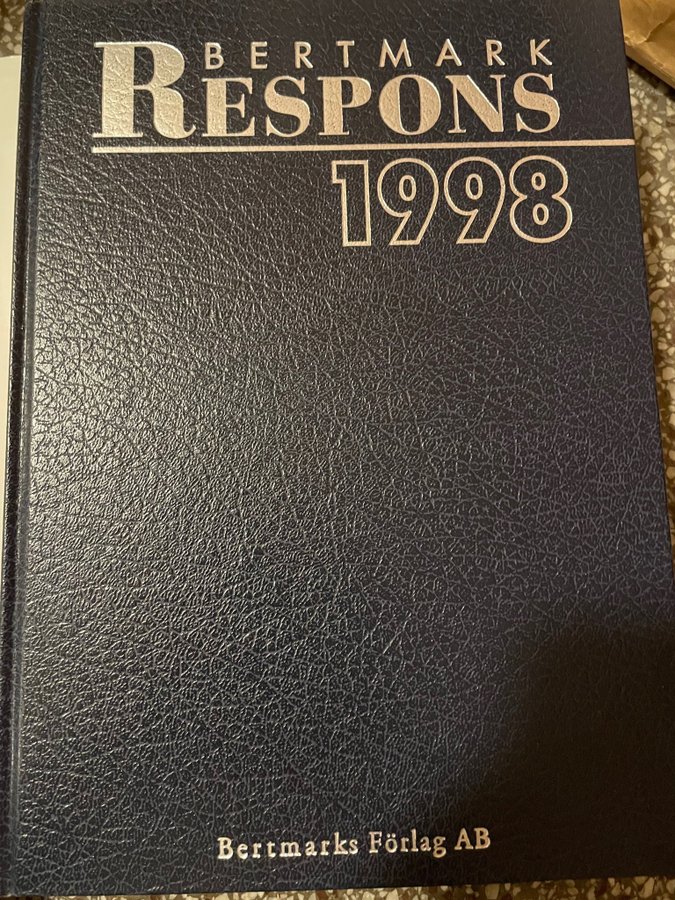 BERTMARK
RESPONS
1998
Bertmarks Förlag AB